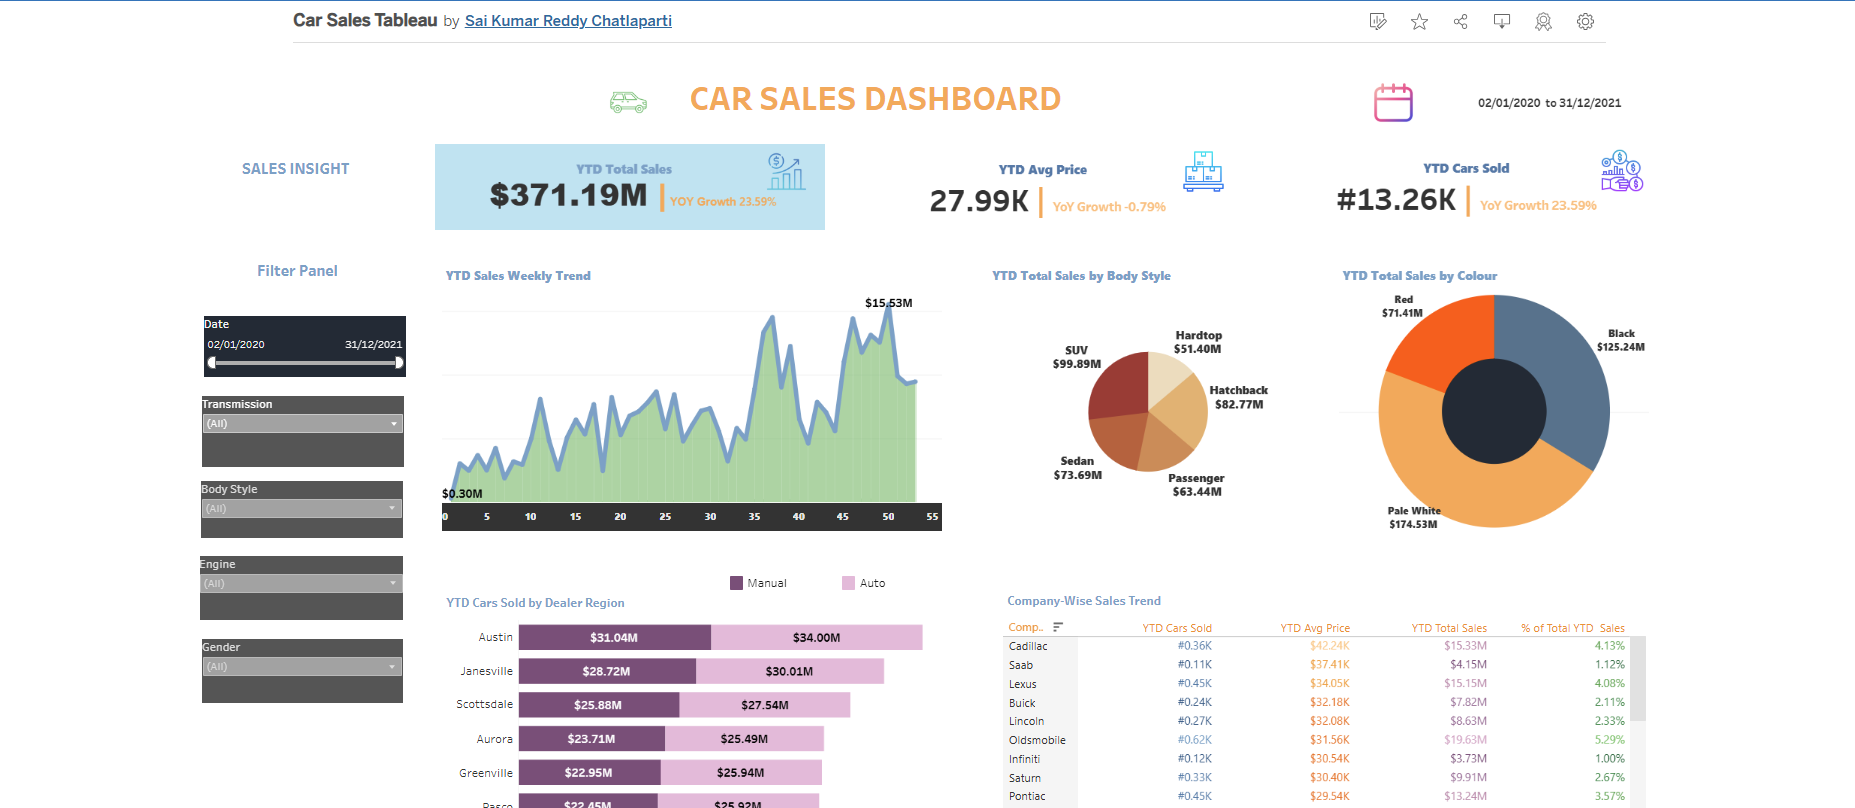 Car Sales Tableau by Sai Kumar Reddy Chatlaparti
CAR SALES DASHBOARD
02/01/2020 to 31/12/2021
SALES INSIGHT
YTD Total Sales
$371.19M
YOY Growth 23.59%
YTD Avg Price
27.99K
YoY Growth -0.79%
YTD Cars Sold
#13.26K
YoY Growth 23.59%
Filter Panel
Date
02/01/2020 31/12/2021
Transmission
(All)
Body Style
(All)
Engine
(All)
Gender
(All)
YTD Sales Weekly Trend
$15.53M
$0.30M
0 5 10 15 20 25 30 35 40 45 50 55
YTD Total Sales by Body Style
Hardtop
$51.40M
SUV
$99.89M
Hatchback
$82.77M
Sedan
$73.69M
Passenger
$63.44M
YTD Total Sales by Colour
Red
$71.41M
Black
$125.24M
Pale White
$174.53M
Manual Auto
YTD Cars Sold by Dealer Region
Austin $31.04M $34.00M
Janesville $28.72M $30.01M
Scottsdale $25.88M $27.54M
Aurora $23.71M $25.49M
Greenville $22.95M $25.94M
Pasco $22.45M $25.92M
Company-Wise Sales Trend
Comp.. YTD Cars Sold YTD Avg Price YTD Total Sales % of Total YTD Sales
Cadillac #0.36K $42.24K $15.33M 4.13%
Saab #0.11K $37.41K $4.15M 1.12%
Lexus #0.45K $34.05K $15.15M 4.08%
Buick #0.24K $32.18K $7.82M 2.11%
Lincoln #0.27K $32.08K $8.63M 2.33%
Oldsmobile #0.62K $31.56K $19.63M 5.29%
Infiniti #0.12K $30.54K $3.73M 1.00%
Saturn #0.33K $30.40K $9.91M 2.67%
Pontiac #0.45K $29.54K $13.24M 3.57%